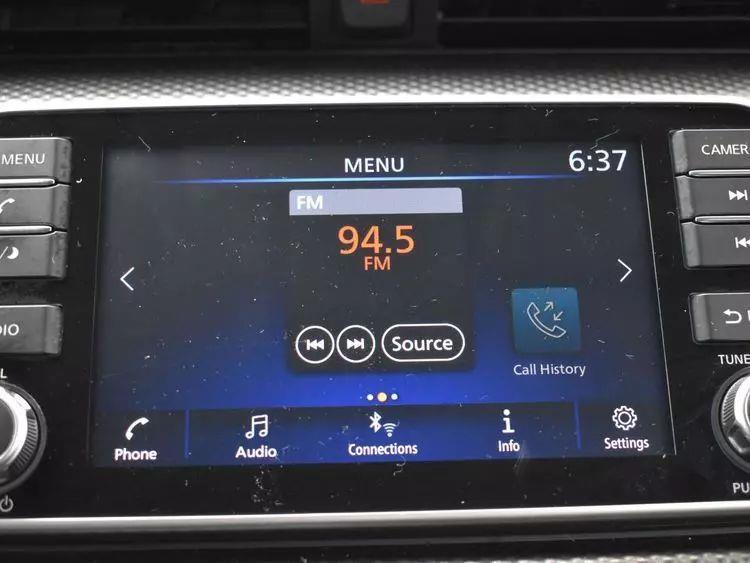 MENU
CAMER
MENU
6:37
FM
94.5
FM
DIO
Source
Call History
TUNE
L
Phone
Audio
Connections
Info
Settings
PU